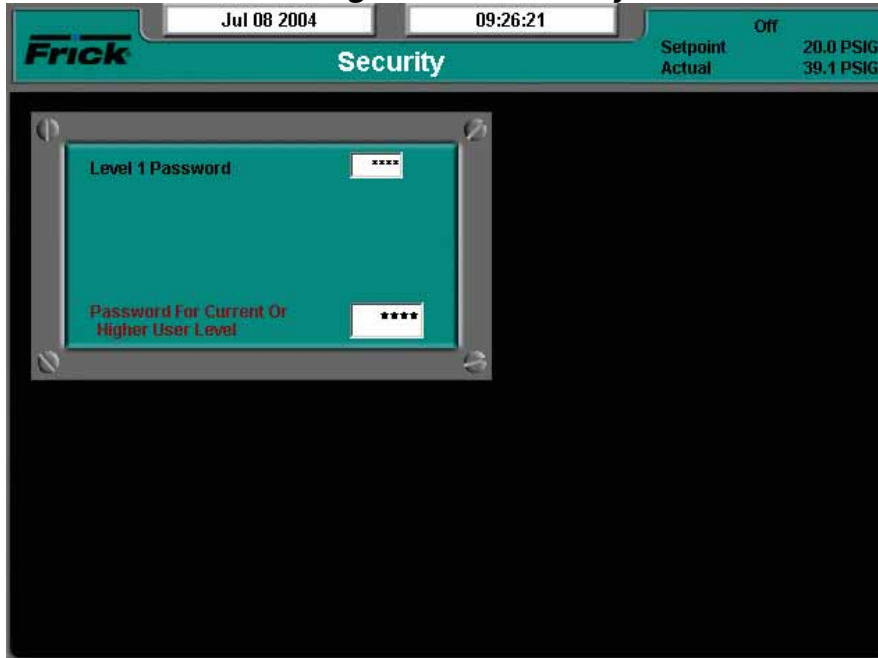 Jul 08 2004
09:26:21
Off
Frick
Security
Setpoint 20.0 PSIG
Actual 39.1 PSIG
Level 1 Password ****
Password For Current Or
Higher User Level ****